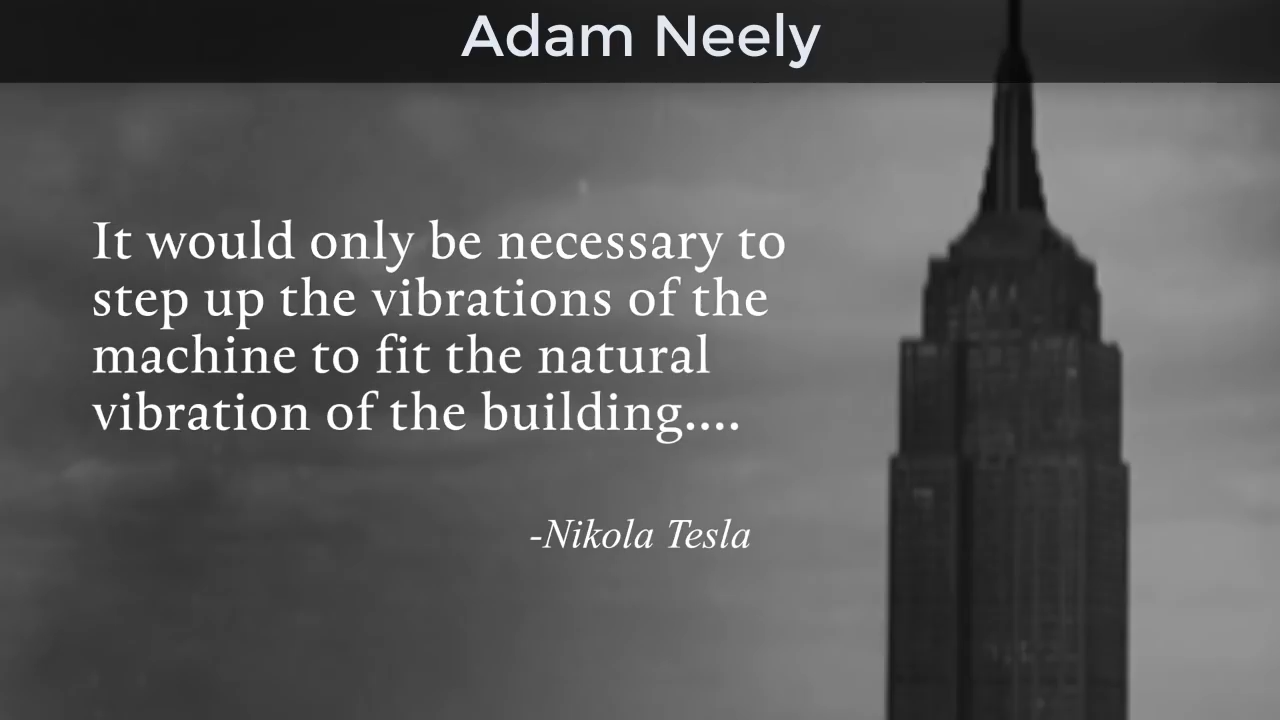 Adam Neely
It would only be necessary to
step up the vibrations of the
machine to fit the natural
vibration of the building....
-Nikola Tesla